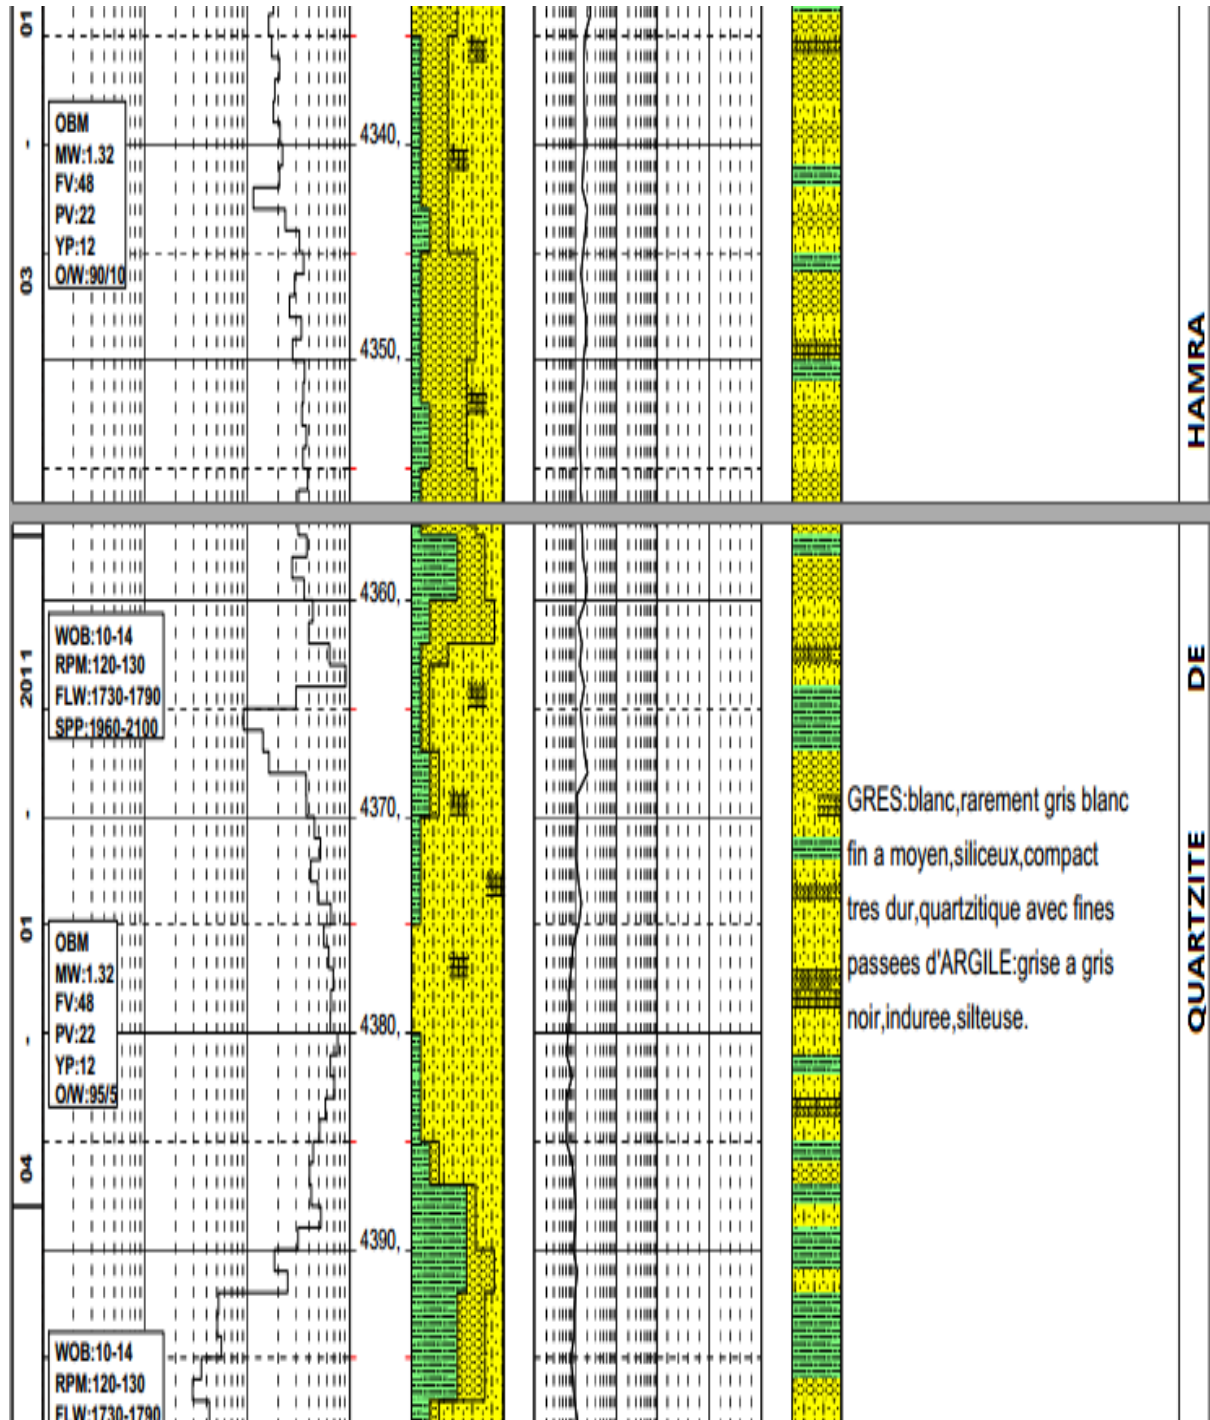 01
-
03
OBM
MW:1.32
FV:48
PV:22
YP:12
O/W:90/10
4340,
4350,
HAMRA
2011
-
01
-
04
WOB:10-14
RPM:120-130
FLW:1730-1790
SPP:1960-2100
OBM
MW:1.32
FV:48
PV:22
YP:12
O/W:95/5
WOB:10-14
RPM:120-130
FLW:1730-1790
4360,
4370,
4380,
4390,
GRES:blanc,rarement gris blanc
fin a moyen,siliceux,compact
tres dur,quartzitique avec fines
passees d'ARGILE:grise a gris
noir,induree,silteuse.
DE
QUARTZITE